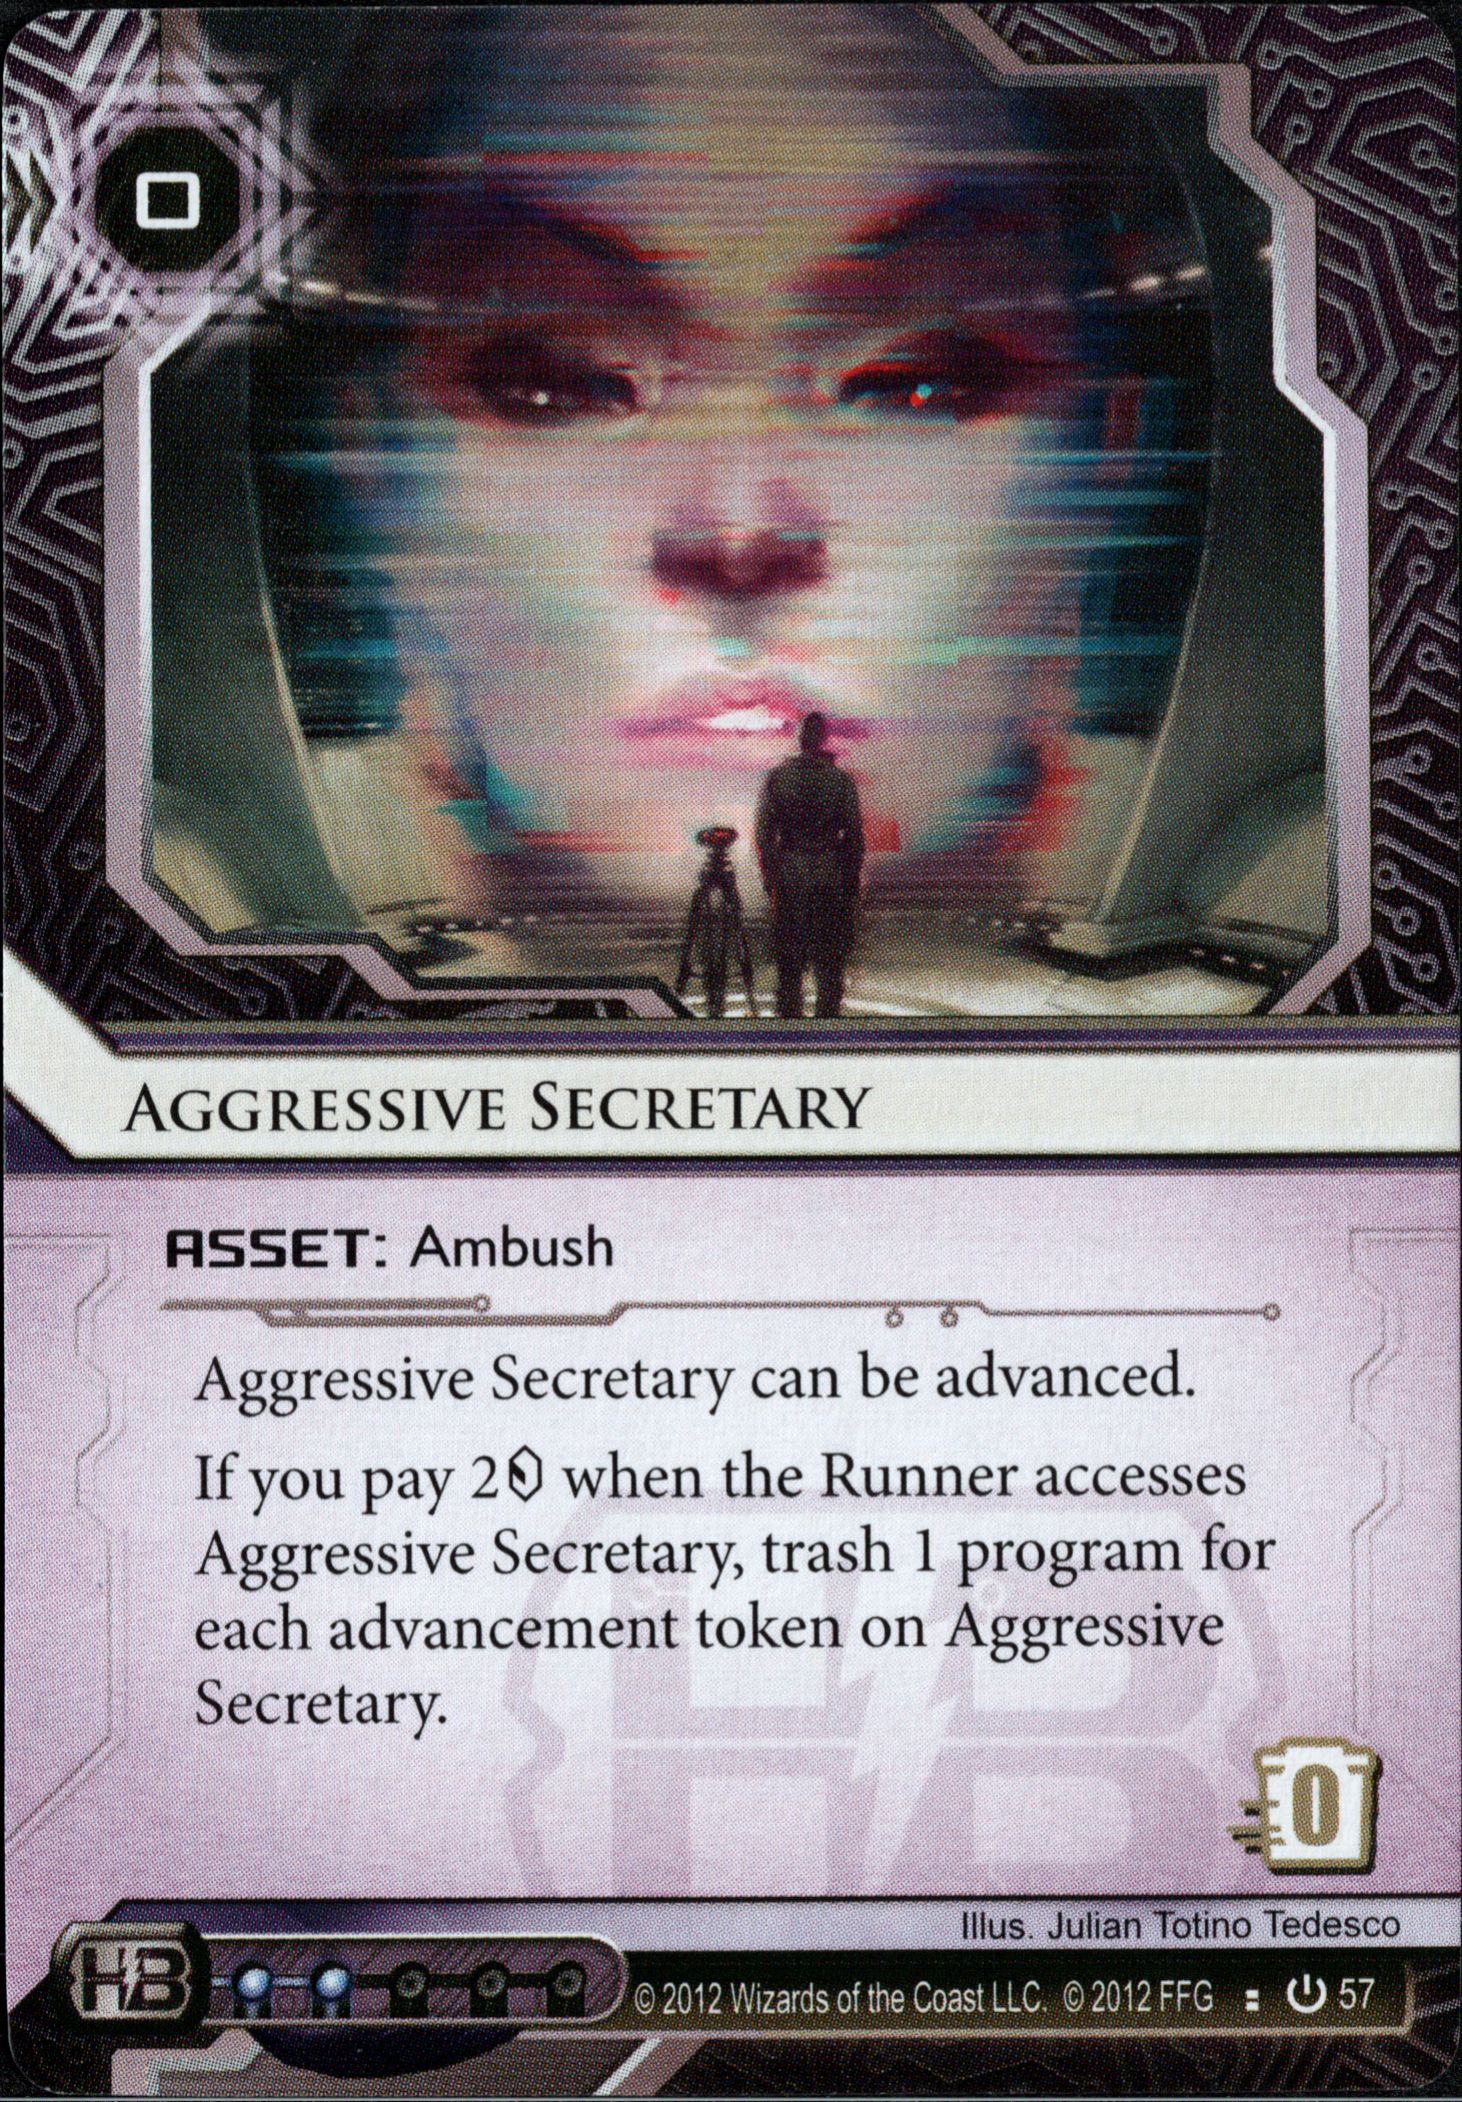 0
AGGRESSIVE SECRETARY
ASSET: Ambush
Aggressive Secretary can be advanced.
If you pay 2 when the Runner accesses
Aggressive Secretary, trash 1 program for
each advancement token on Aggressive
Secretary.
0
Illus. Julian Totino Tedesco
HB
© 2012 Wizards of the Coast LLC. © 2012 FFG 57